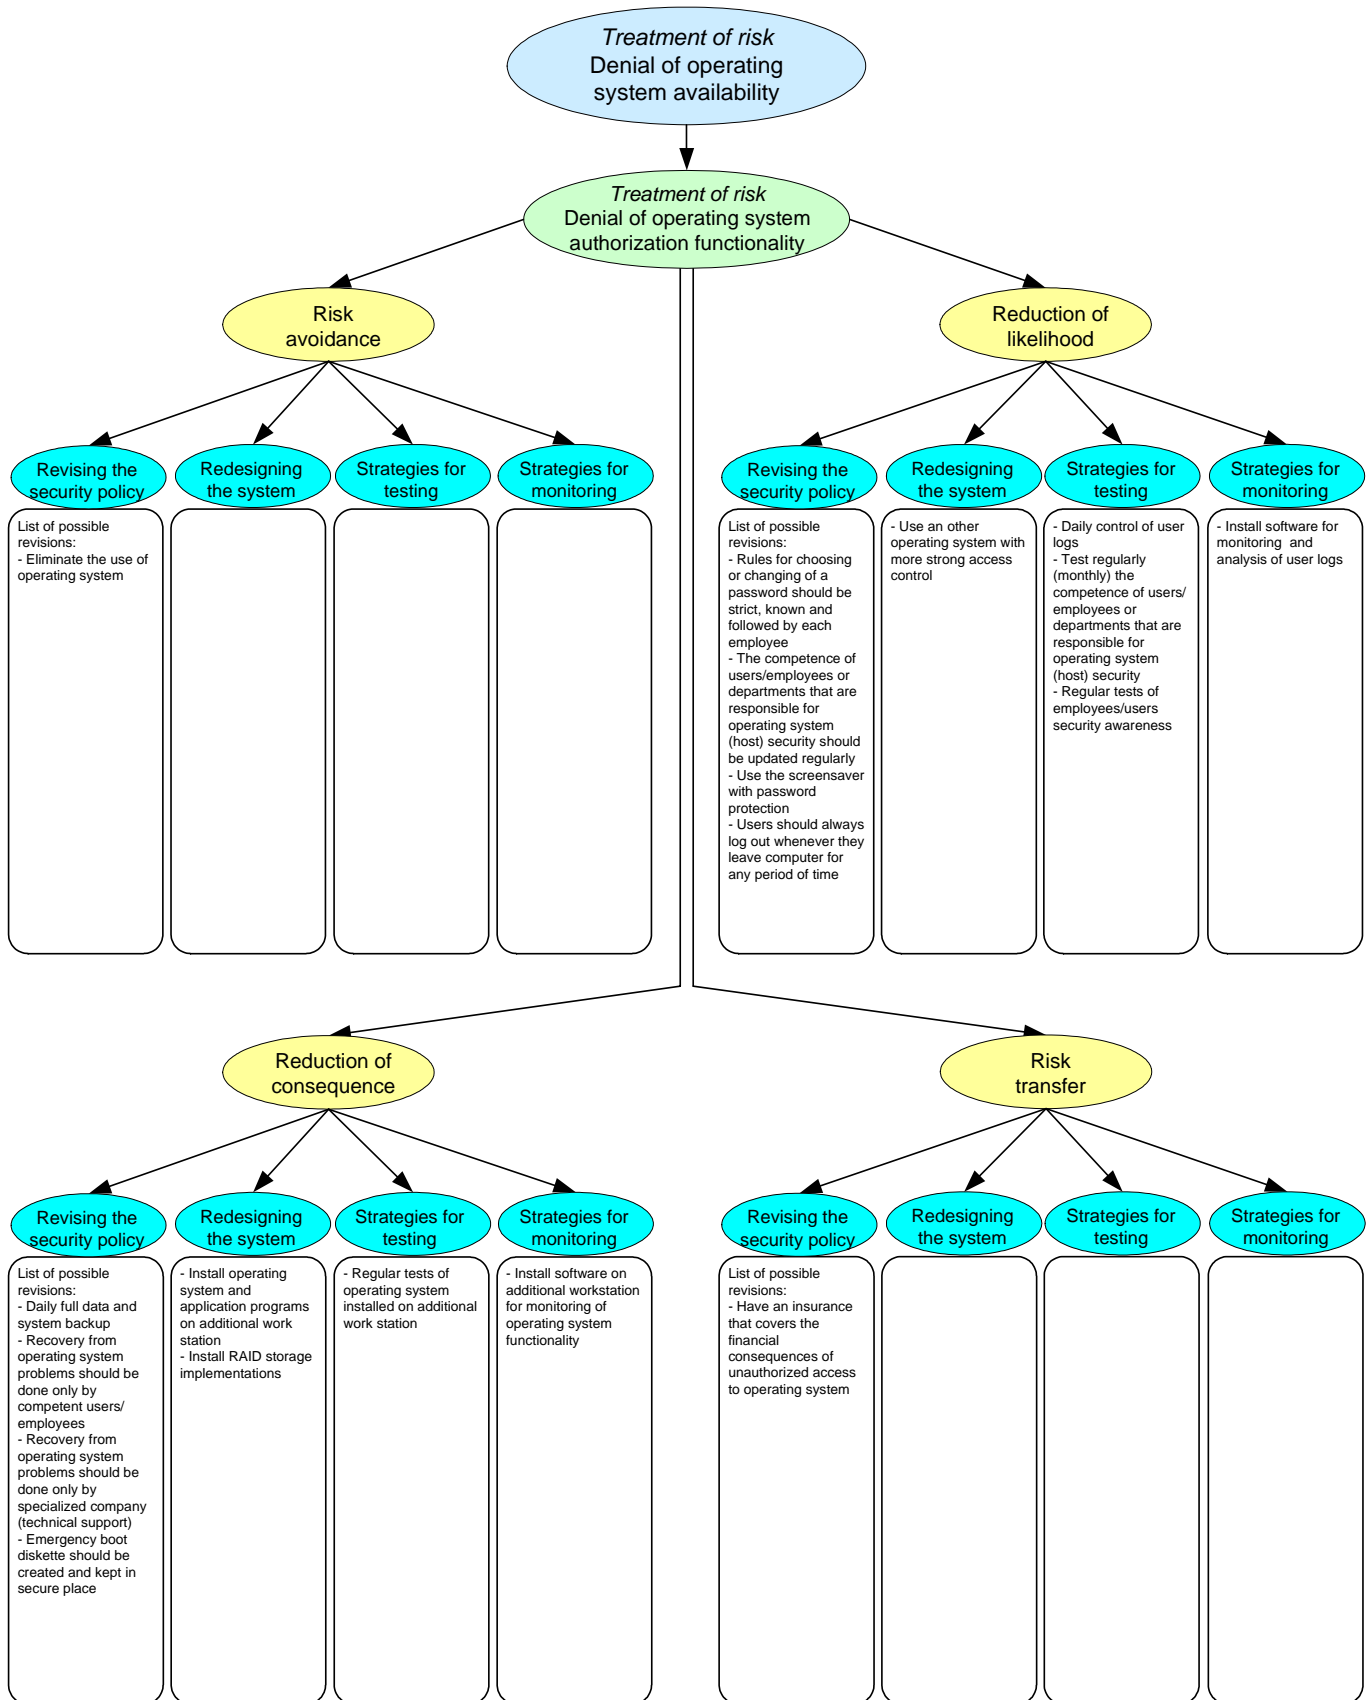 Treatment of risk
Denial of operating
system availability
Treatment of risk
Denial of operating system
authorization functionality
Risk
avoidance
Reduction of
likelihood
Revising the
security policy
Redesigning
the system
Strategies for
testing
Strategies for
monitoring
Revising the
security policy
Redesigning
the system
Strategies for
testing
Strategies for
monitoring
List of possible
revisions:
- Eliminate the use of
operating system
List of possible
revisions:
- Rules for choosing
or changing of a
password should be
strict, known and
followed by each
employee
- The competence of
users/employees or
departments that are
responsible for
operating system
(host) security should
be updated regularly
- Use the screensaver
with password
protection
- Users should always
log out whenever they
leave computer for
any period of time
- Use an other
operating system with
more strong access
control
- Daily control of user
logs
- Test regularly
(monthly) the
competence of users/
employees or
departments that are
responsible for
operating system
(host) security
- Regular tests of
employees/users
security awareness
- Install software for
monitoring  and
analysis of user logs
Reduction of
consequence
Risk
transfer
Revising the
security policy
Redesigning
the system
Strategies for
testing
Strategies for
monitoring
Revising the
security policy
Redesigning
the system
Strategies for
testing
Strategies for
monitoring
List of possible
revisions:
- Daily full data and
system backup
- Recovery from
operating system
problems should be
done only by
competent users/
employees
- Recovery from
operating system
problems should be
done only by
specialized company
(technical support)
- Emergency boot
diskette should be
created and kept in
secure place
- Install operating
system and
application programs
on additional work
station
- Install RAID storage
implementations
- Regular tests of
operating system
installed on additional
work station
- Install software on
additional workstation
for monitoring of
operating system
functionality
List of possible
revisions:
- Have an insurance
that covers the
financial
consequences of
unauthorized access
to operating system